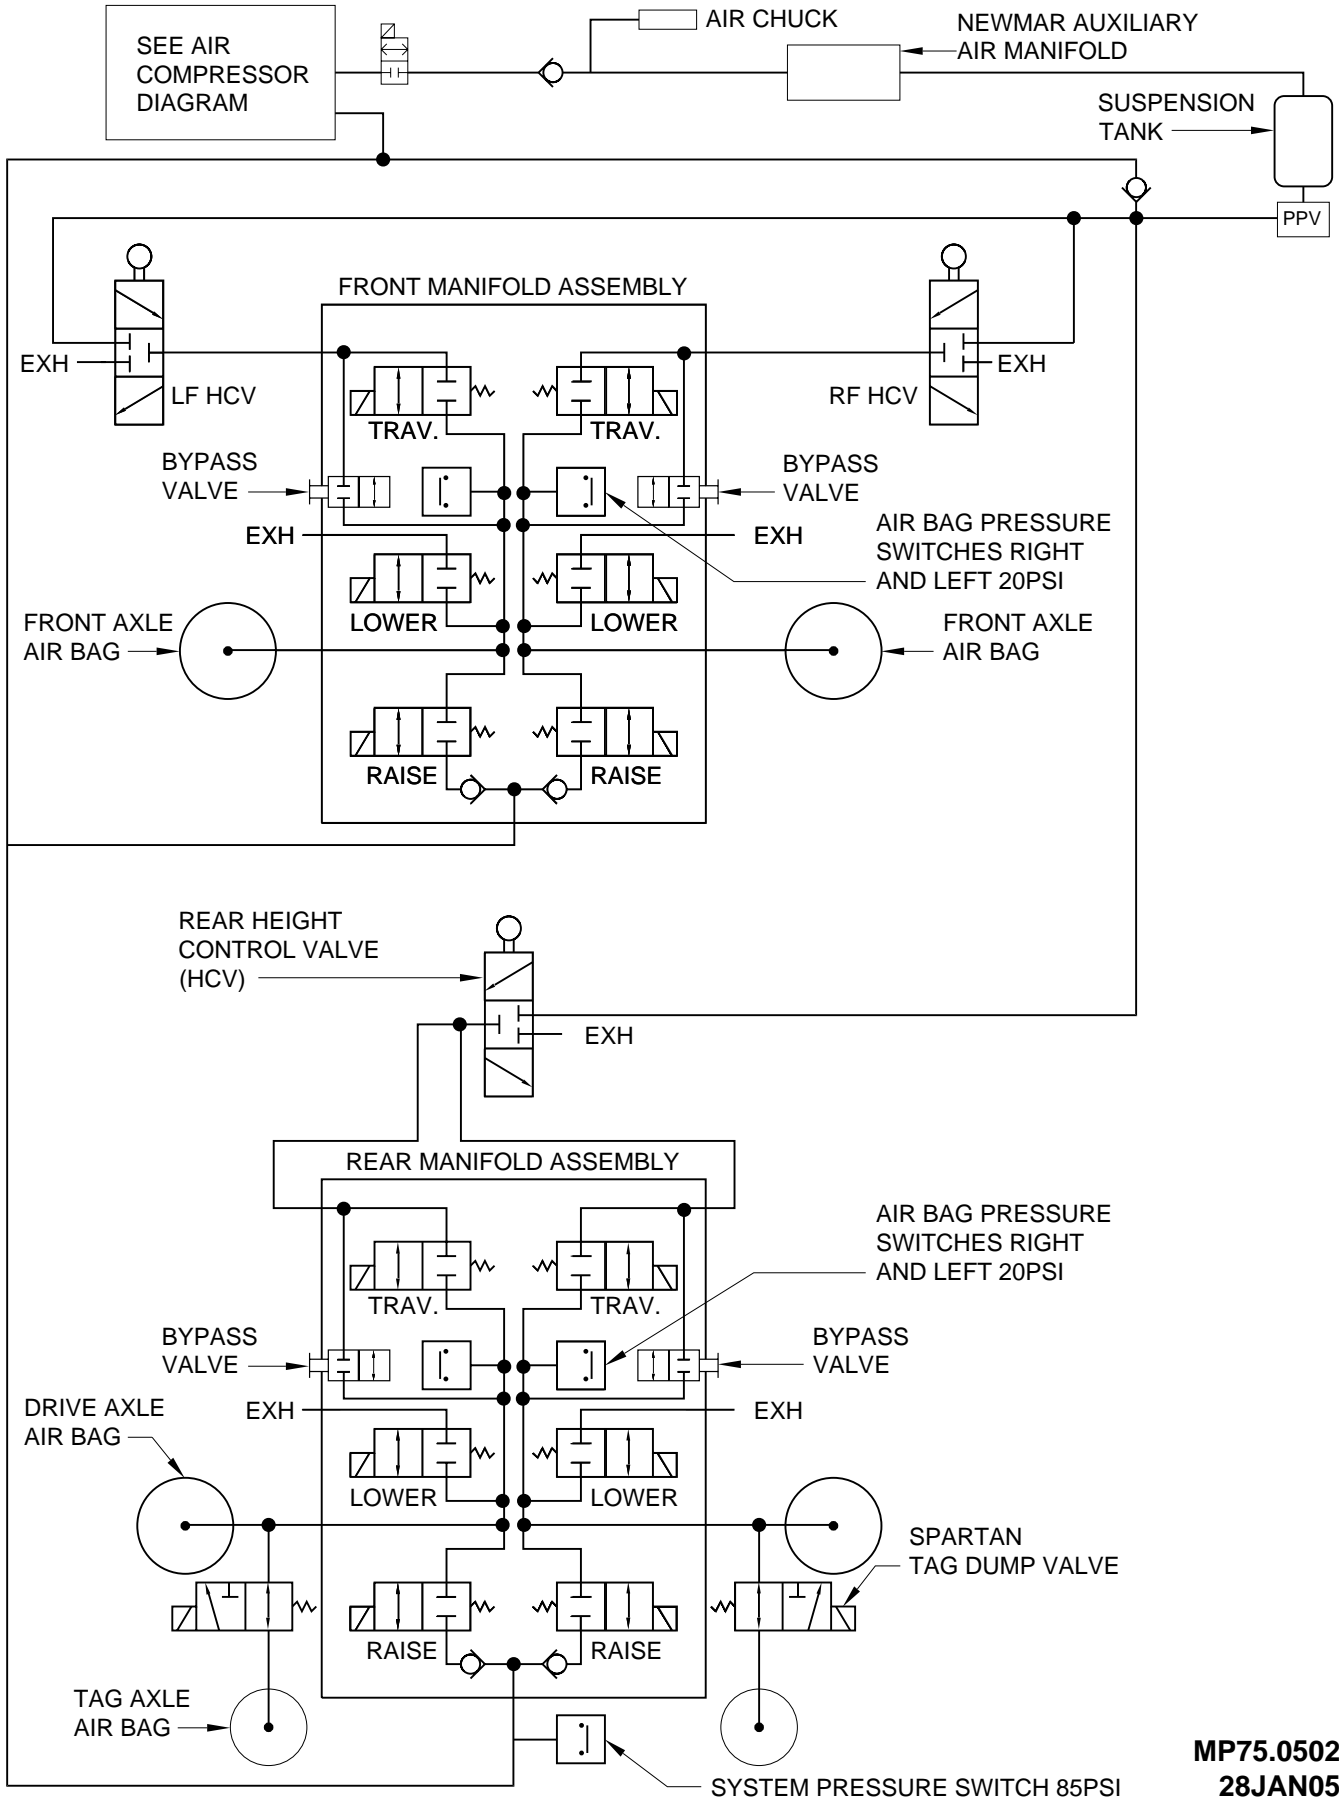 AIR CHUCK
NEWMAR AUXILIARY
AIR MANIFOLD
SEE AIR
COMPRESSOR
DIAGRAM
SUSPENSION
TANK
PPV
FRONT MANIFOLD ASSEMBLY
EXH
EXH
LF HCV
RF HCV
TRAV.
TRAV.
BYPASS
VALVE
BYPASS
VALVE
EXH
EXH
AIR BAG PRESSURE
SWITCHES RIGHT
AND LEFT 20PSI
LOWER
LOWER
FRONT AXLE
AIR BAG
FRONT AXLE
AIR BAG
RAISE
RAISE
REAR HEIGHT
CONTROL VALVE
(HCV)
EXH
REAR MANIFOLD ASSEMBLY
AIR BAG PRESSURE
SWITCHES RIGHT
AND LEFT 20PSI
TRAV.
TRAV.
BYPASS
VALVE
BYPASS
VALVE
DRIVE AXLE
AIR BAG
EXH
EXH
LOWER
LOWER
SPARTAN
TAG DUMP VALVE
RAISE
RAISE
TAG AXLE
AIR BAG
SYSTEM PRESSURE SWITCH 85PSI
MP75.0502
28JAN05